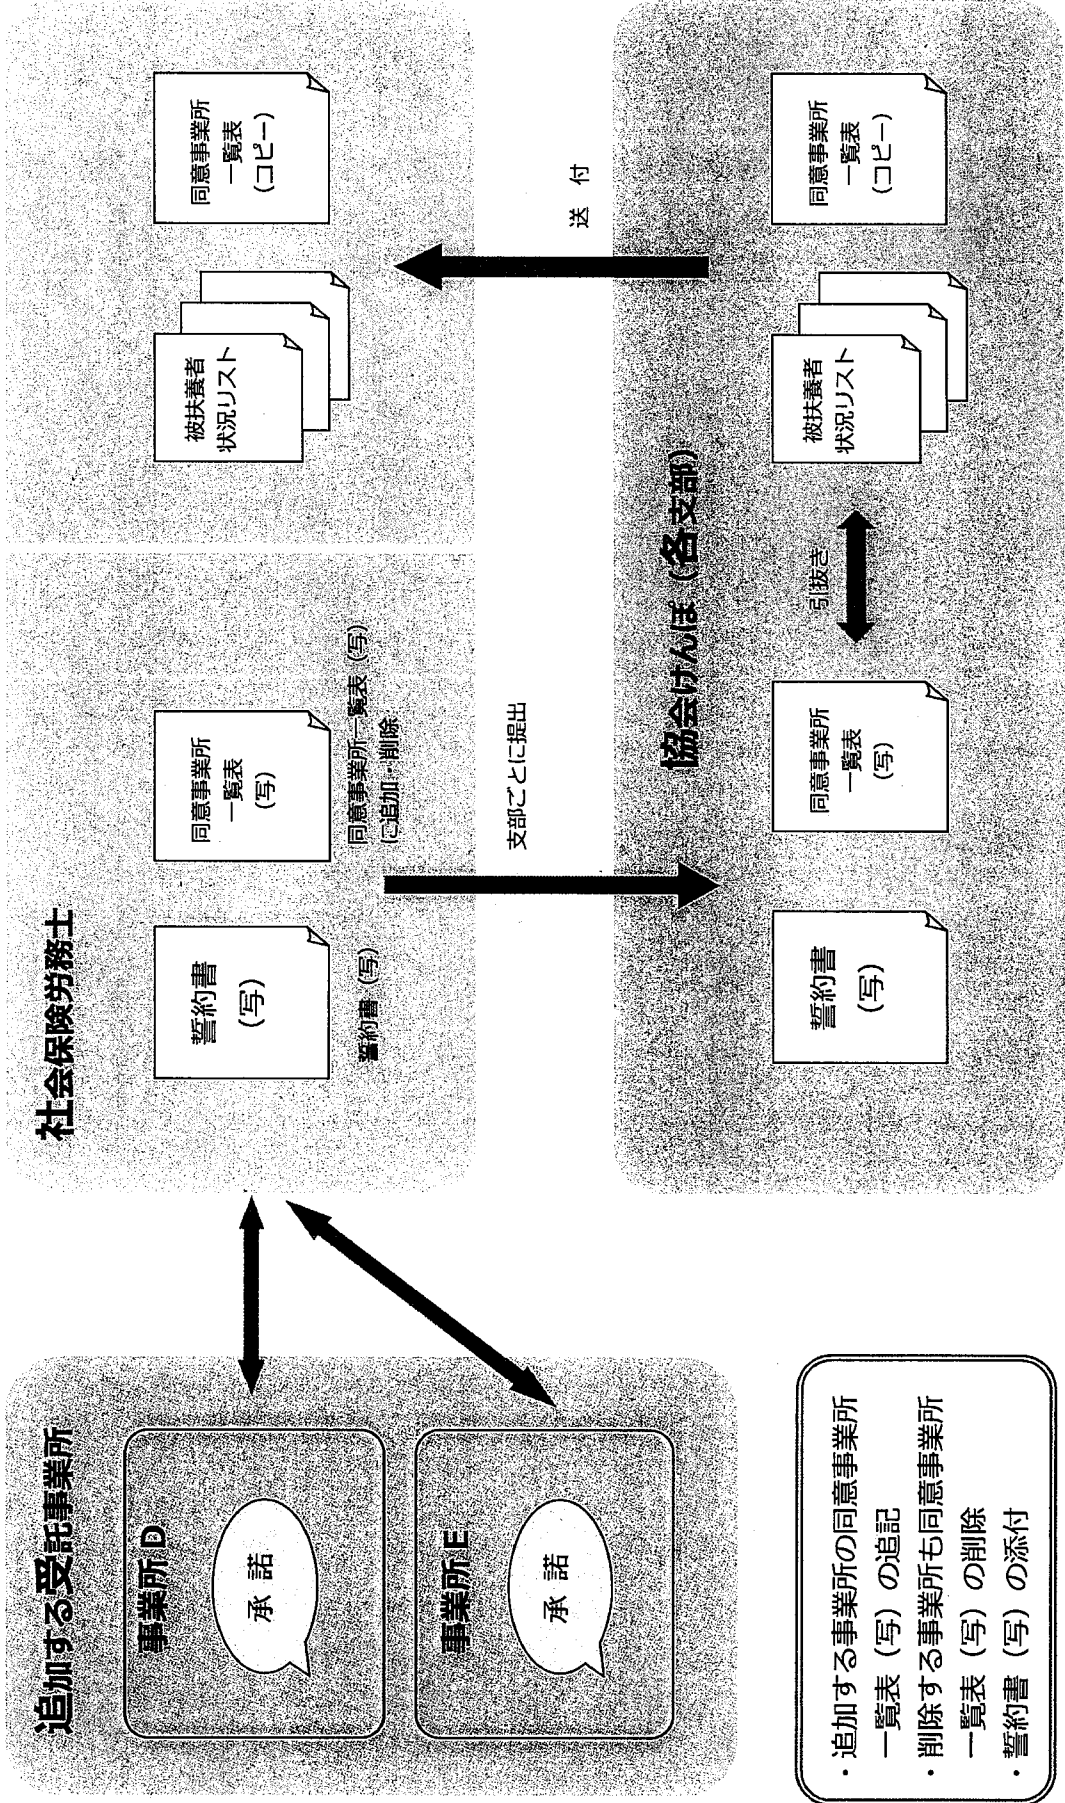 追加する受託事業所
事業所 D
承 諾
事業所 E
承 諾
・追加する事業所の同意事業所
一覧表（写）の追記
・削除する事業所も同意事業所
一覧表（写）の削除
・誓約書（写）の添付
社会保険労務士
誓約書
（写）
誓約書（写）
同意事業所
一覧表
（写）
同意事業所一覧表（写）
に追加・削除
支部ごとに提出
被扶養者
状況リスト
同意事業所
一覧表
（コピー）
送 付
協会けんぽ（各支部）
誓約書
（写）
同意事業所
一覧表
（写）
引抜き
被扶養者
状況リスト
同意事業所
一覧表
（コピー）